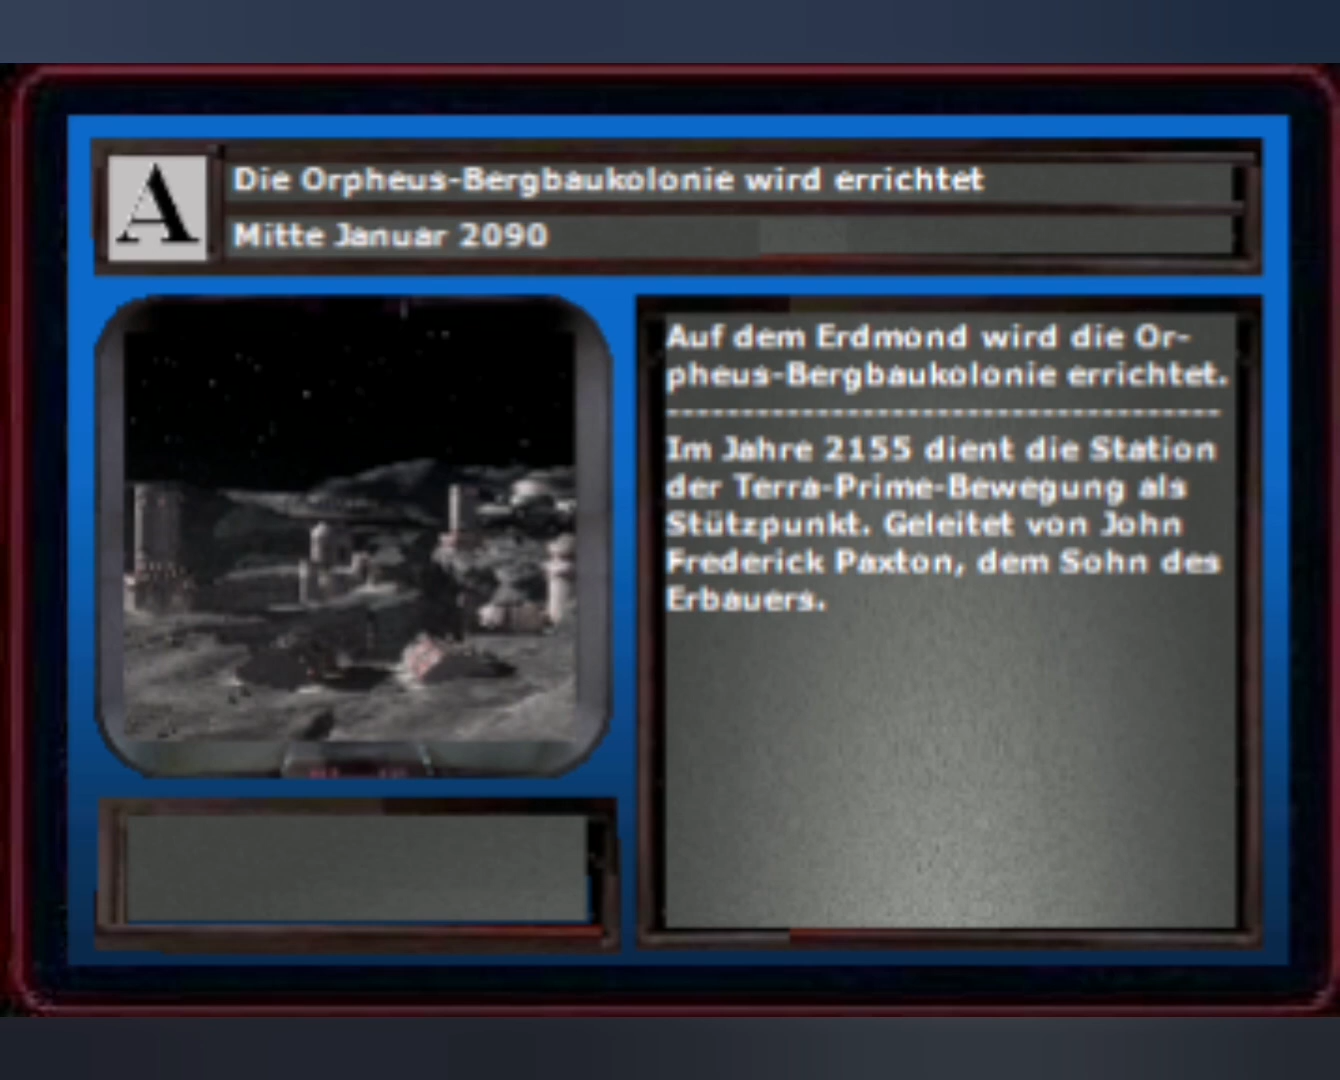 A
Die Orpheus-Bergbaukolonie wird errichtet
Mitte Januar 2090
Auf dem Erdmond wird die Or-
pheus-Bergbaukolonie errichtet.
-------------------------------------
Im Jahre 2155 dient die Station
der Terra-Prime-Bewegung als
Stützpunkt. Geleitet von John
Frederick Paxton, dem Sohn des
Erbauers.